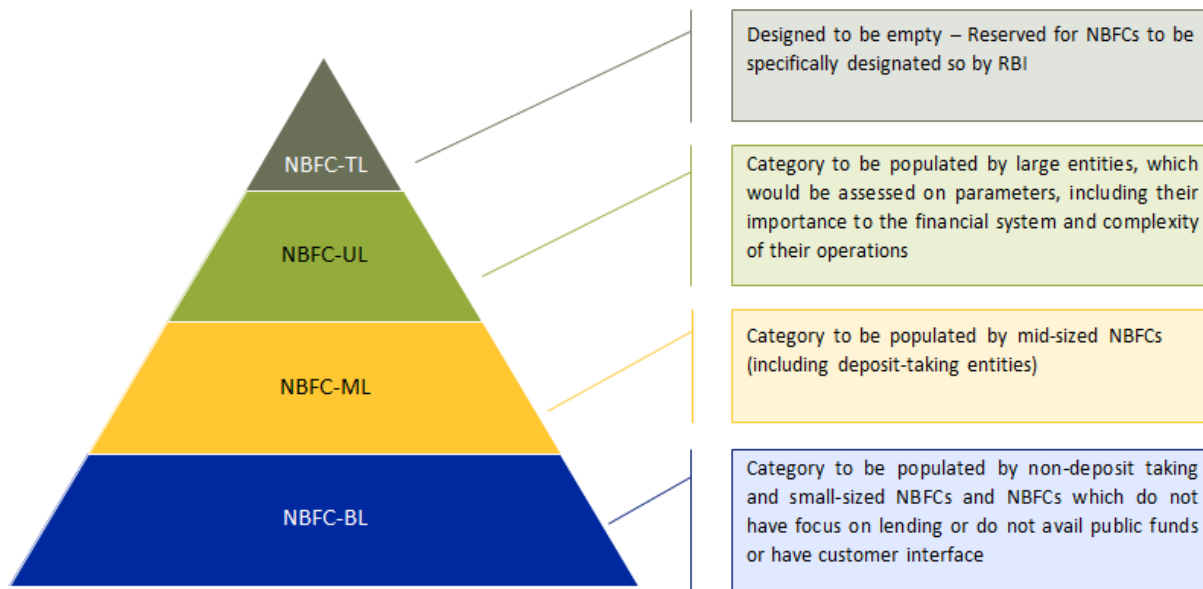 Designed to be empty – Reserved for NBFCs to be
specifically designated so by RBI
NBFC-TL
Category to be populated by large entities, which
would be assessed on parameters, including their
importance to the financial system and complexity
of their operations
NBFC-UL
Category to be populated by mid-sized NBFCs
(including deposit-taking entities)
NBFC-ML
Category to be populated by non-deposit taking
and small-sized NBFCs and NBFCs which do not
have focus on lending or do not avail public funds
or have customer interface
NBFC-BL